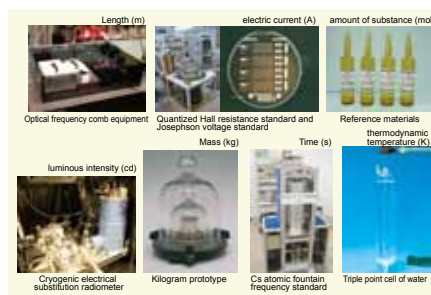 Length (m)
electric current (A)
amount of substance (mol
Optical frequency comb equipment
Quantized Hall resistance standard and
Josephson voltage standard
Reference materials
luminous intensity (cd)
Mass (kg)
Time (s)
thermodynamic
temperature (K)
Cryogenic electrical
substitution radiometer
Kilogram prototype
Cs atomic fountain
frequency standard
Triple point cell of water